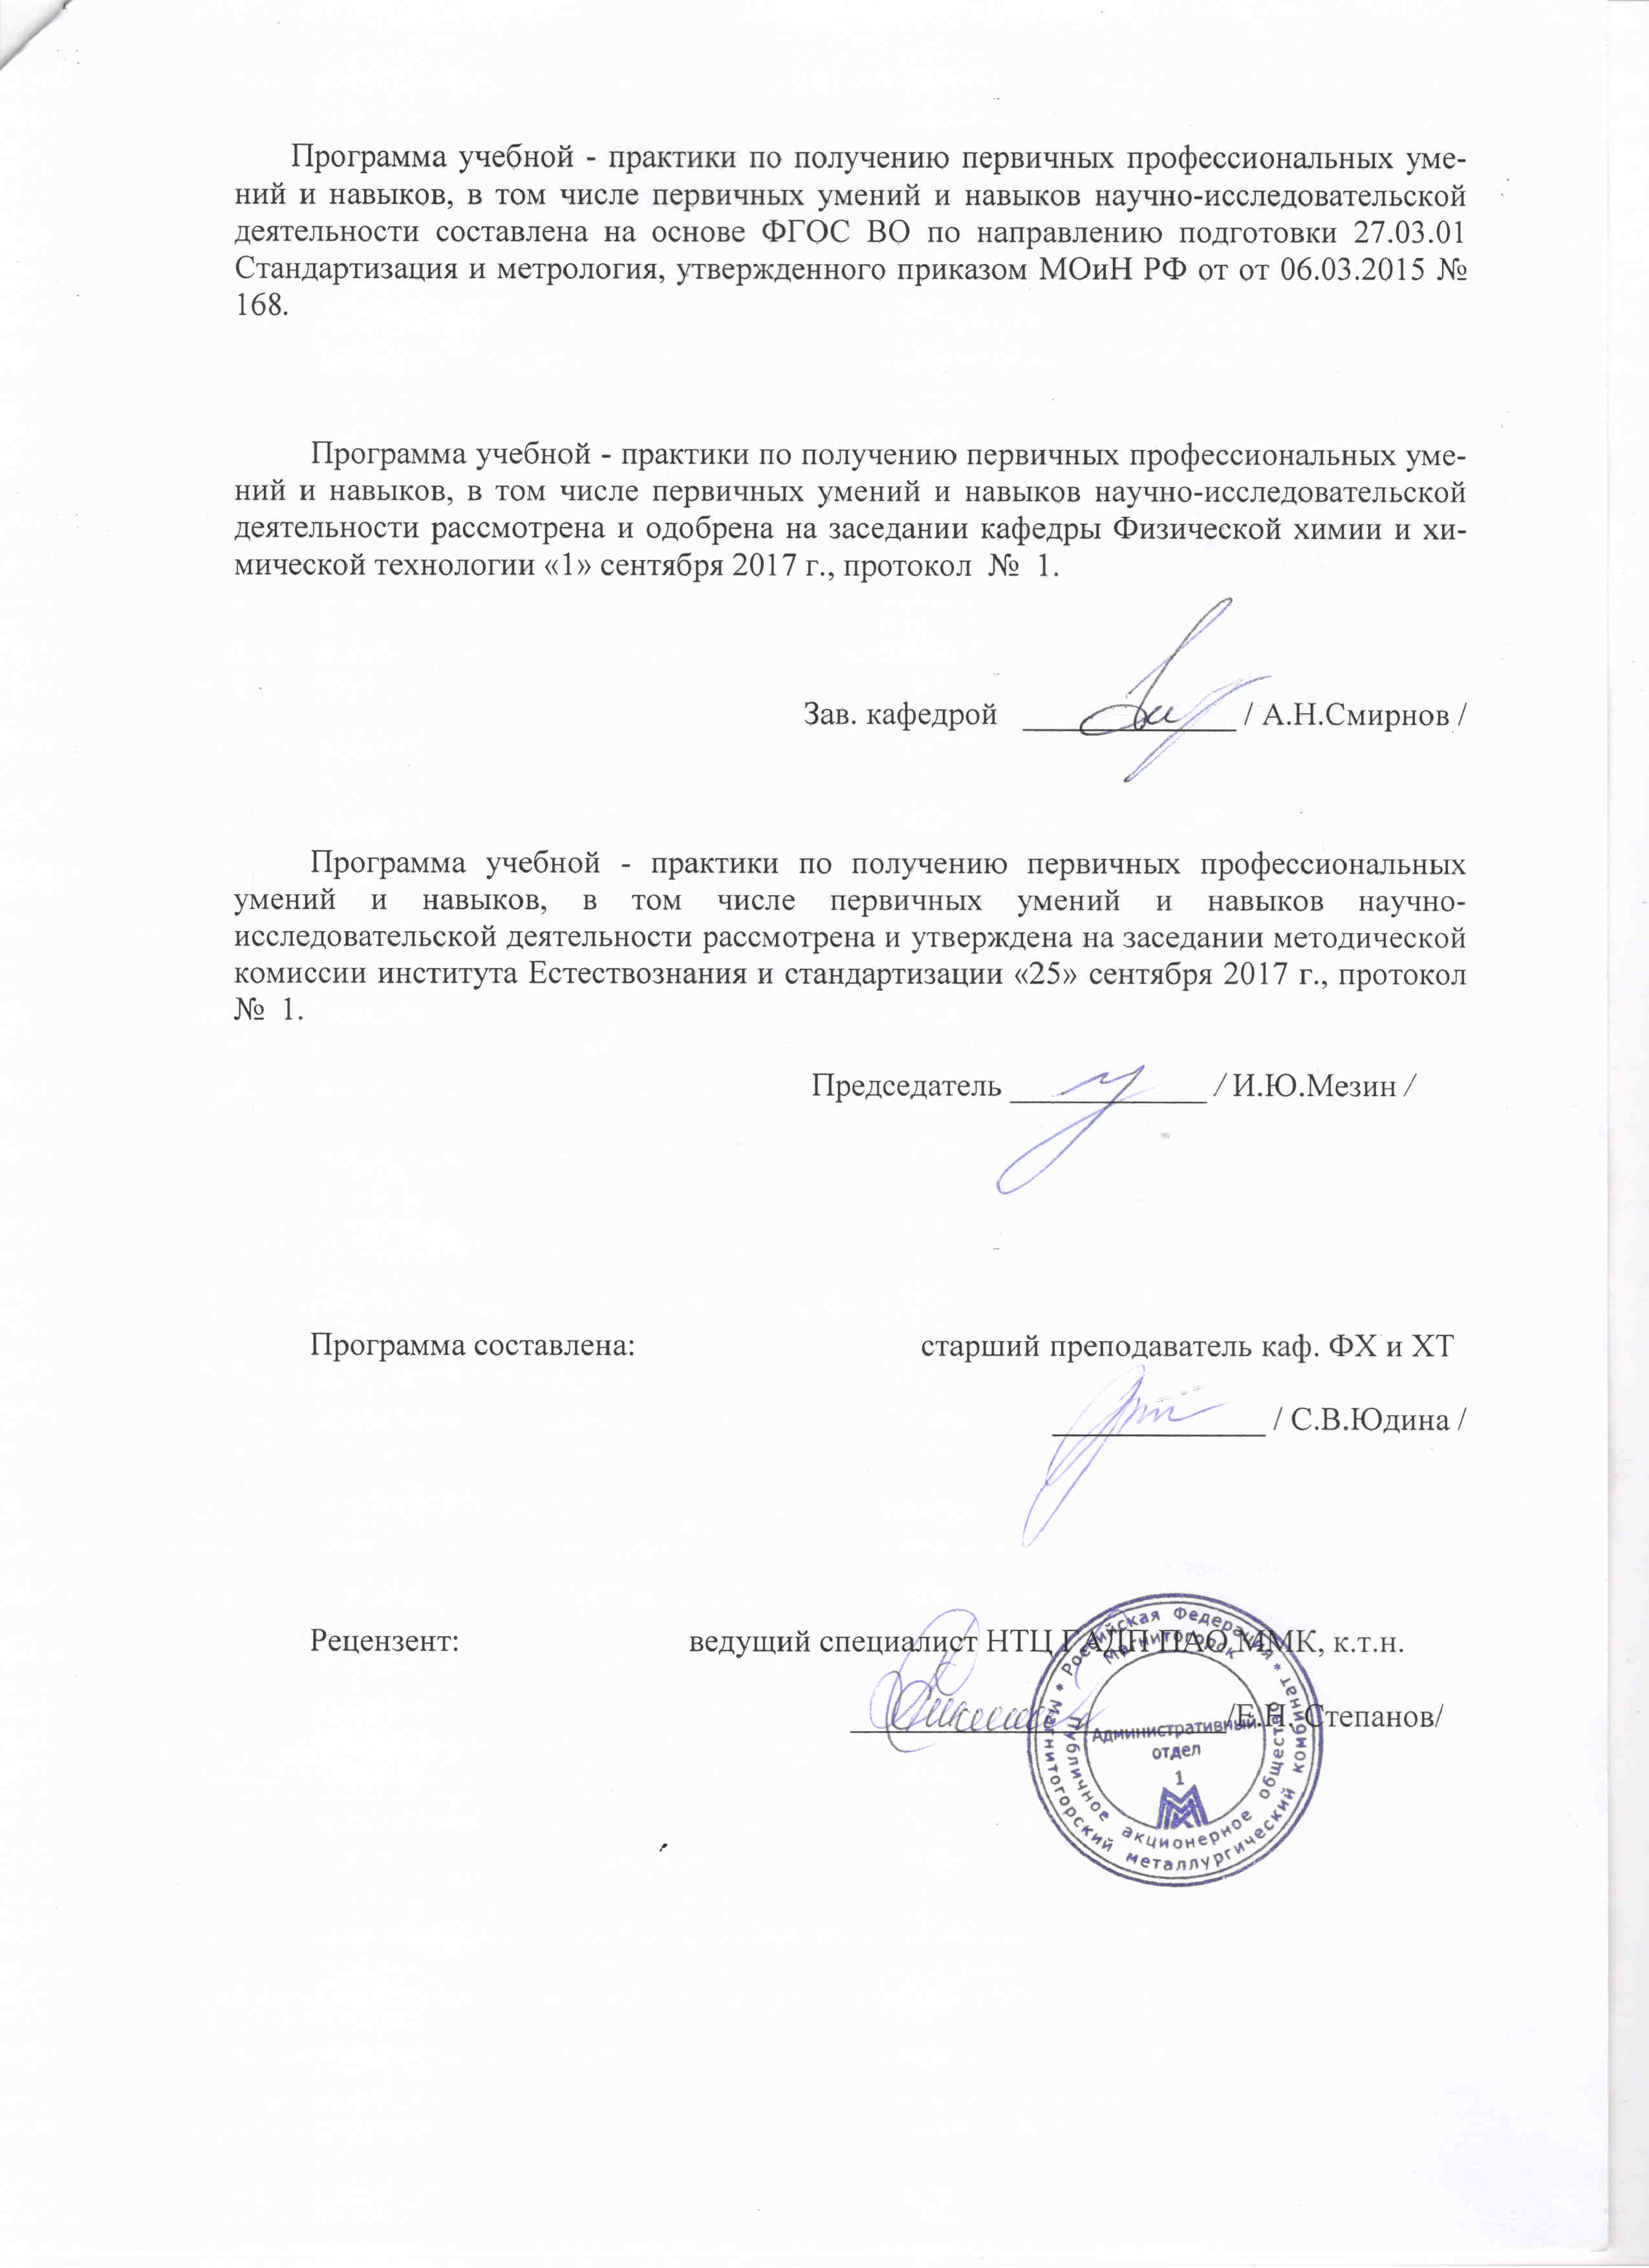 Программа учебной - практики по получению первичных профессиональных уме-
ний и навыков, в том числе первичных умений и навыков научно-исследовательской
деятельности составлена на основе ФГОС ВО по направлению подготовки 27.03.01
Стандартизация и метрология, утвержденного приказом МОиН РФ от от 06.03.2015 №
168.
Программа учебной - практики по получению первичных профессиональных уме-
ний и навыков, в том числе первичных умений и навыков научно-исследовательской
деятельности рассмотрена и одобрена на заседании кафедры Физической химии и хи-
мической технологии «1» сентября 2017 г., протокол № 1.
Зав. кафедрой / А.Н.Смирнов /
Программа учебной - практики по получению первичных профессиональных
умений и навыков, в том числе первичных умений и навыков научно-
исследовательской деятельности рассмотрена и утверждена на заседании методической
комиссии института Естествознания и стандартизации «25» сентября 2017 г., протокол
№ 1.
Председатель / И.Ю.Мезин /
Программа составлена: старший преподаватель каф. ФХ и ХТ
/ С.В.Юдина /
Рецензент: ведущий специалист НТЦ ПАО ММК, к.т.н.
Степанов/
* Российская Федерация * Магнитогорский металлургический комбинат
Магнитогорск
Публичное акционерное общество
Административный
отдел
1